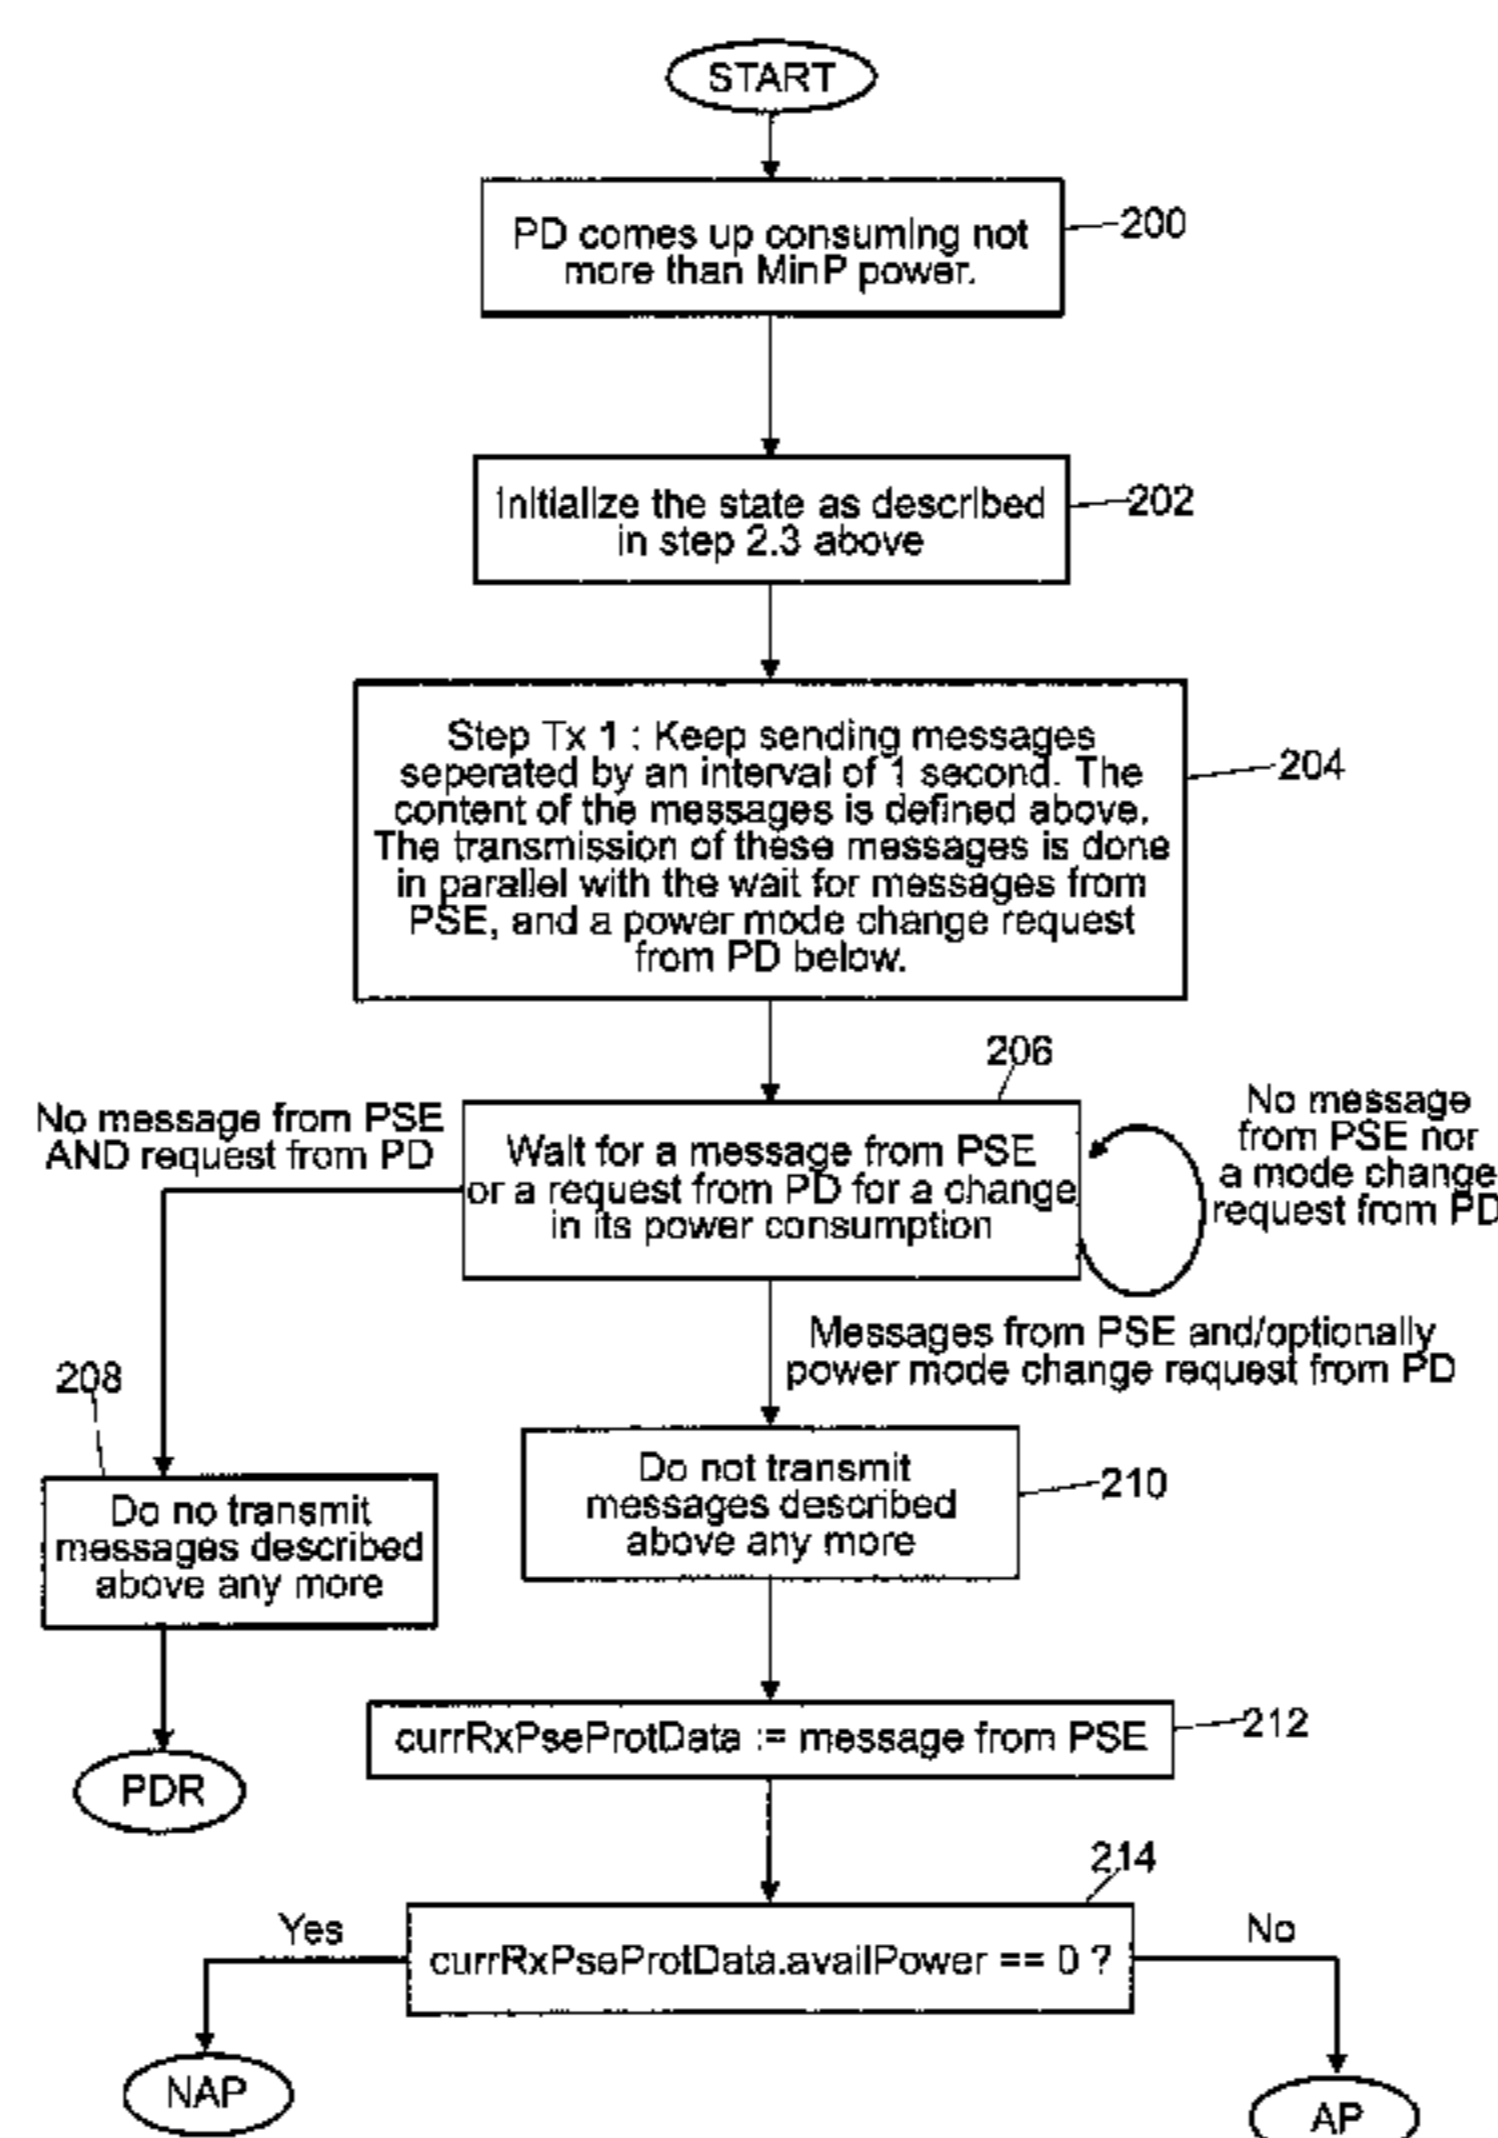 START
PD comes up consuming not
more than MinP power.
200
Initialize the state as described
in step 2.3 above
202
Step Tx 1 : Keep sending messages
seperated by an interval of 1 second. The
content of the messages is defined above.
The transmission of these messages is done
in parallel with the wait for messages from
PSE, and a power mode change request
from PD below.
204
206
No message from PSE
AND request from PD
Wait for a message from PSE
or a request from PD for a change
in its power consumption
No message
from PSE nor
a mode change
request from PD
Messages from PSE and/optionally
power mode change request from PD
208
Do no transmit
messages described
above any more
Do not transmit
messages described
above any more
210
PDR
currRxPseProtData := message from PSE
212
214
Yes
currRxPseProtData.availPower == 0 ?
No
NAP
AP